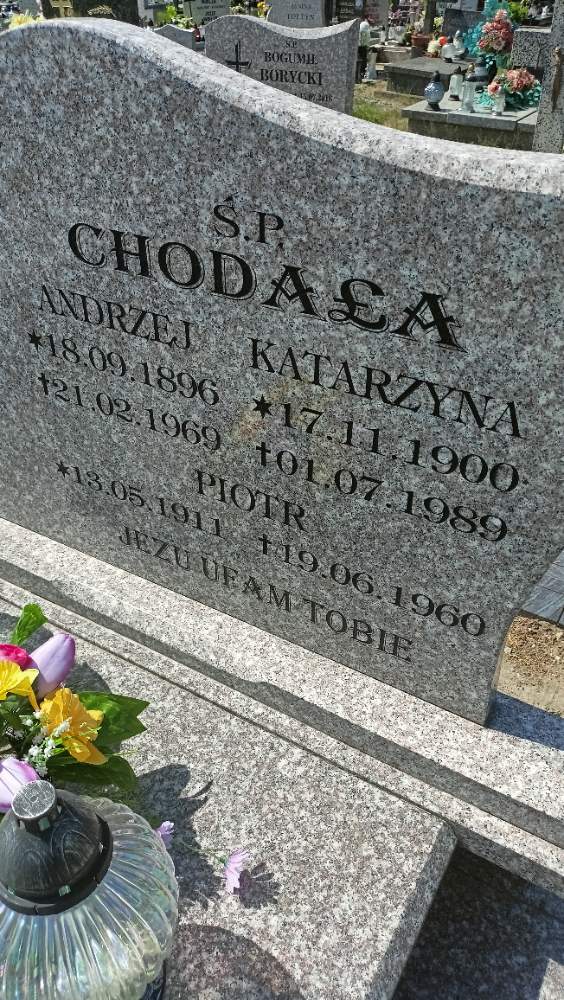 Ś.P.
BOGUMIŁ
BORYCKI
Ś.P.
CHODAŁA
ANDRZEJ KATARZYNA
*18.09.1896 *17.11.1900
†21.02.1969 †01.07.1989
PIOTR
*13.05.1911 †19.06.1960
JEZU UFAM TOBIE